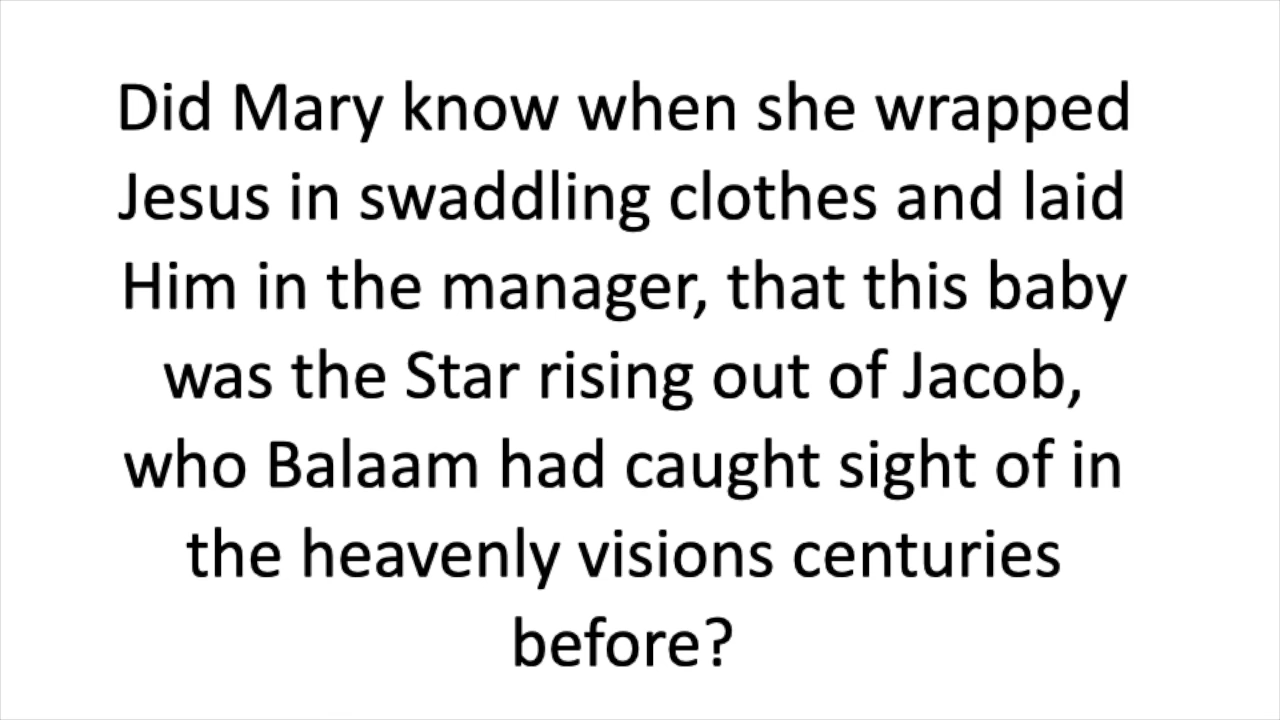 Did Mary know when she wrapped
Jesus in swaddling clothes and laid
Him in the manager, that this baby
was the Star rising out of Jacob,
who Balaam had caught sight of in
the heavenly visions centuries
before?